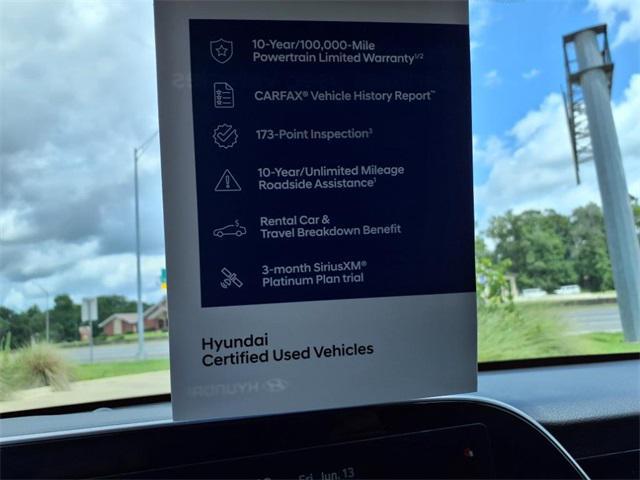 10-Year/100,000-Mile
Powertrain Limited Warranty¹/²
CARFAX® Vehicle History Report™
173-Point Inspection³
10-Year/Unlimited Mileage
Roadside Assistance¹
Rental Car &
Travel Breakdown Benefit
3-month SiriusXM®
Platinum Plan trial
Hyundai
Certified Used Vehicles
HYUNDAI
Fri, Jun, 13